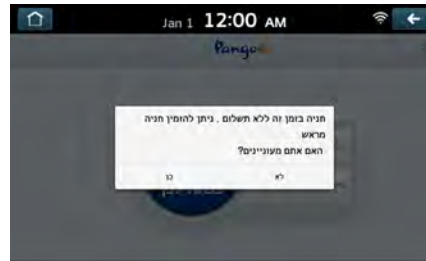 Jan 1 12:00 AM
Pango
חניה בזמן זה ללא תשלום . ניתן להזמין חניה
מראש
האם אתם מעוניינים?
כן לא